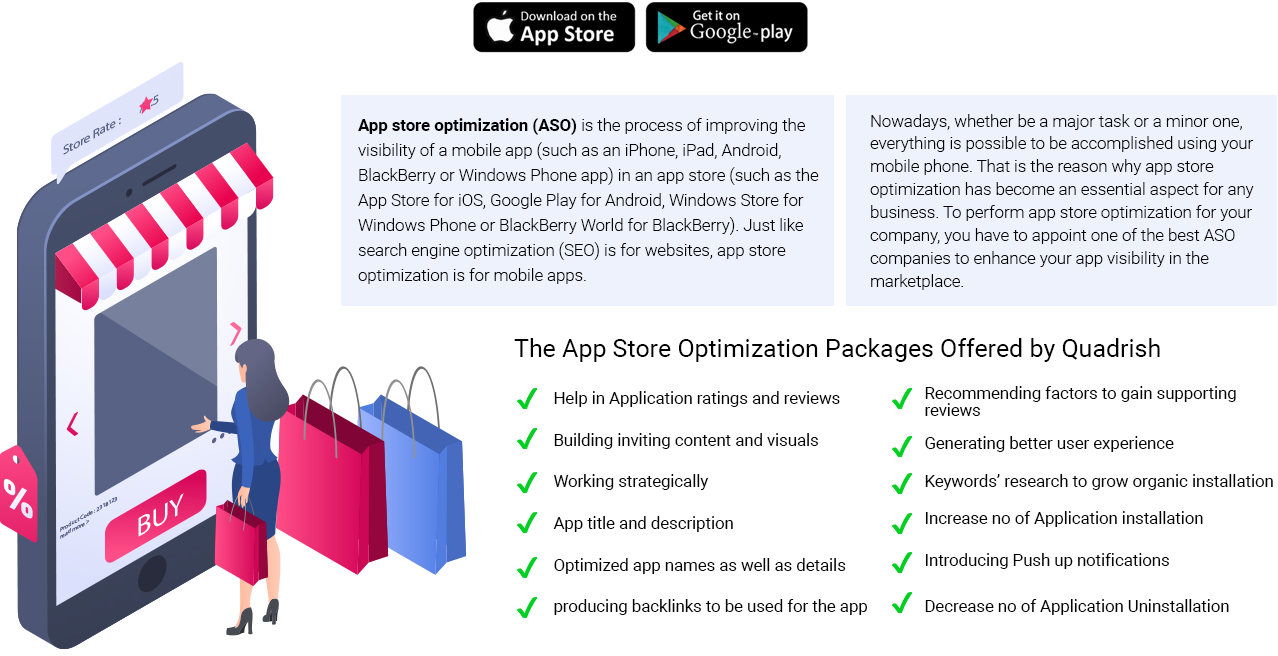 Download on the
App Store
Get it on
Google-play
Store Rate :
5
App store optimization (ASO) is the process of improving the
visibility of a mobile app (such as an iPhone, iPad, Android,
BlackBerry or Windows Phone app) in an app store (such as the
App Store for iOS, Google Play for Android, Windows Store for
Windows Phone or BlackBerry World for BlackBerry). Just like
search engine optimization (SEO) is for websites, app store
optimization is for mobile apps.
Nowadays, whether be a major task or a minor one,
everything is possible to be accomplished using your
mobile phone. That is the reason why app store
optimization has become an essential aspect for any
business. To perform app store optimization for your
company, you have to appoint one of the best ASO
companies to enhance your app visibility in the
marketplace.
The App Store Optimization Packages Offered by Quadrish
Help in Application ratings and reviews
Building inviting content and visuals
Working strategically
App title and description
Optimized app names as well as details
producing backlinks to be used for the app
Recommending factors to gain supporting
reviews
Generating better user experience
Keywords’ research to grow organic installation
Increase no of Application installation
Introducing Push up notifications
Decrease no of Application Uninstallation
%
Product Code : 23 18 123
read more >
BUY